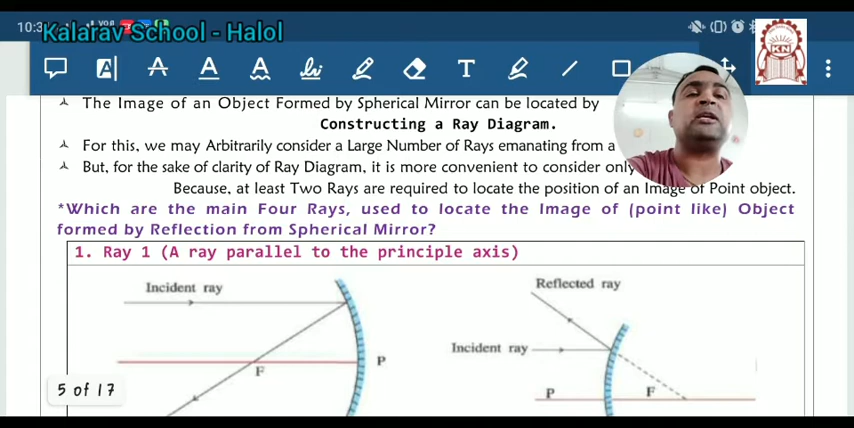 10:3
Kalarav School - Halol
A
A
A
A
T
KN
The Image of an Object Formed by Spherical Mirror can be located by
Constructing a Ray Diagram.
For this, we may Arbitrarily consider a Large Number of Rays emanating from a
But, for the sake of clarity of Ray Diagram, it is more convenient to consider only
Because, at least Two Rays are required to locate the position of an Image of Point object.
*Which are the main Four Rays, used to locate the Image of (point like) Object
formed by Reflection from Spherical Mirror?
1. Ray 1 (A ray parallel to the principle axis)
Incident ray
F
P
Reflected ray
Incident ray
P
F
5 of 17